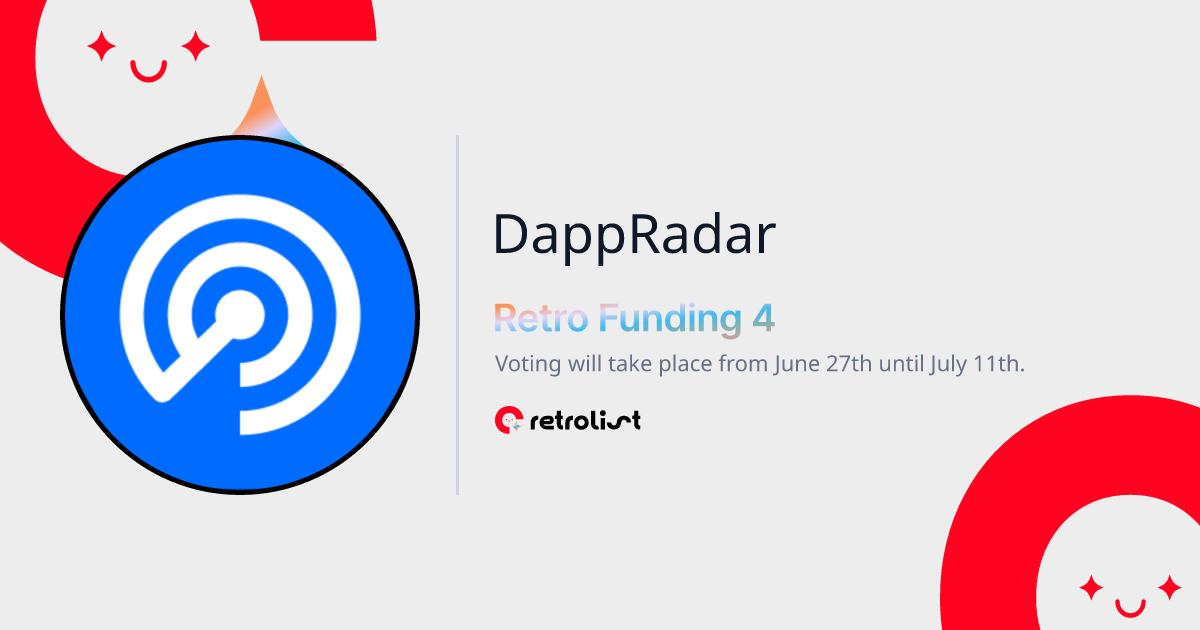 DappRadar
Retro Funding 4
Voting will take place from June 27th until July 11th.
retrolist